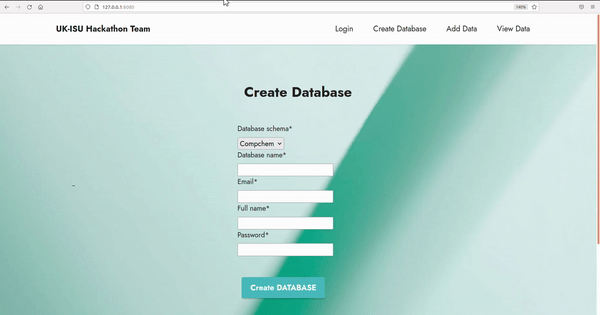 127.0.0.1:5000
140%
UK-ISU Hackathon Team
Login Create Database Add Data View Data
Create Database
Database schema*
Compchem
Database name*
Email*
Full name*
Password*
Create DATABASE